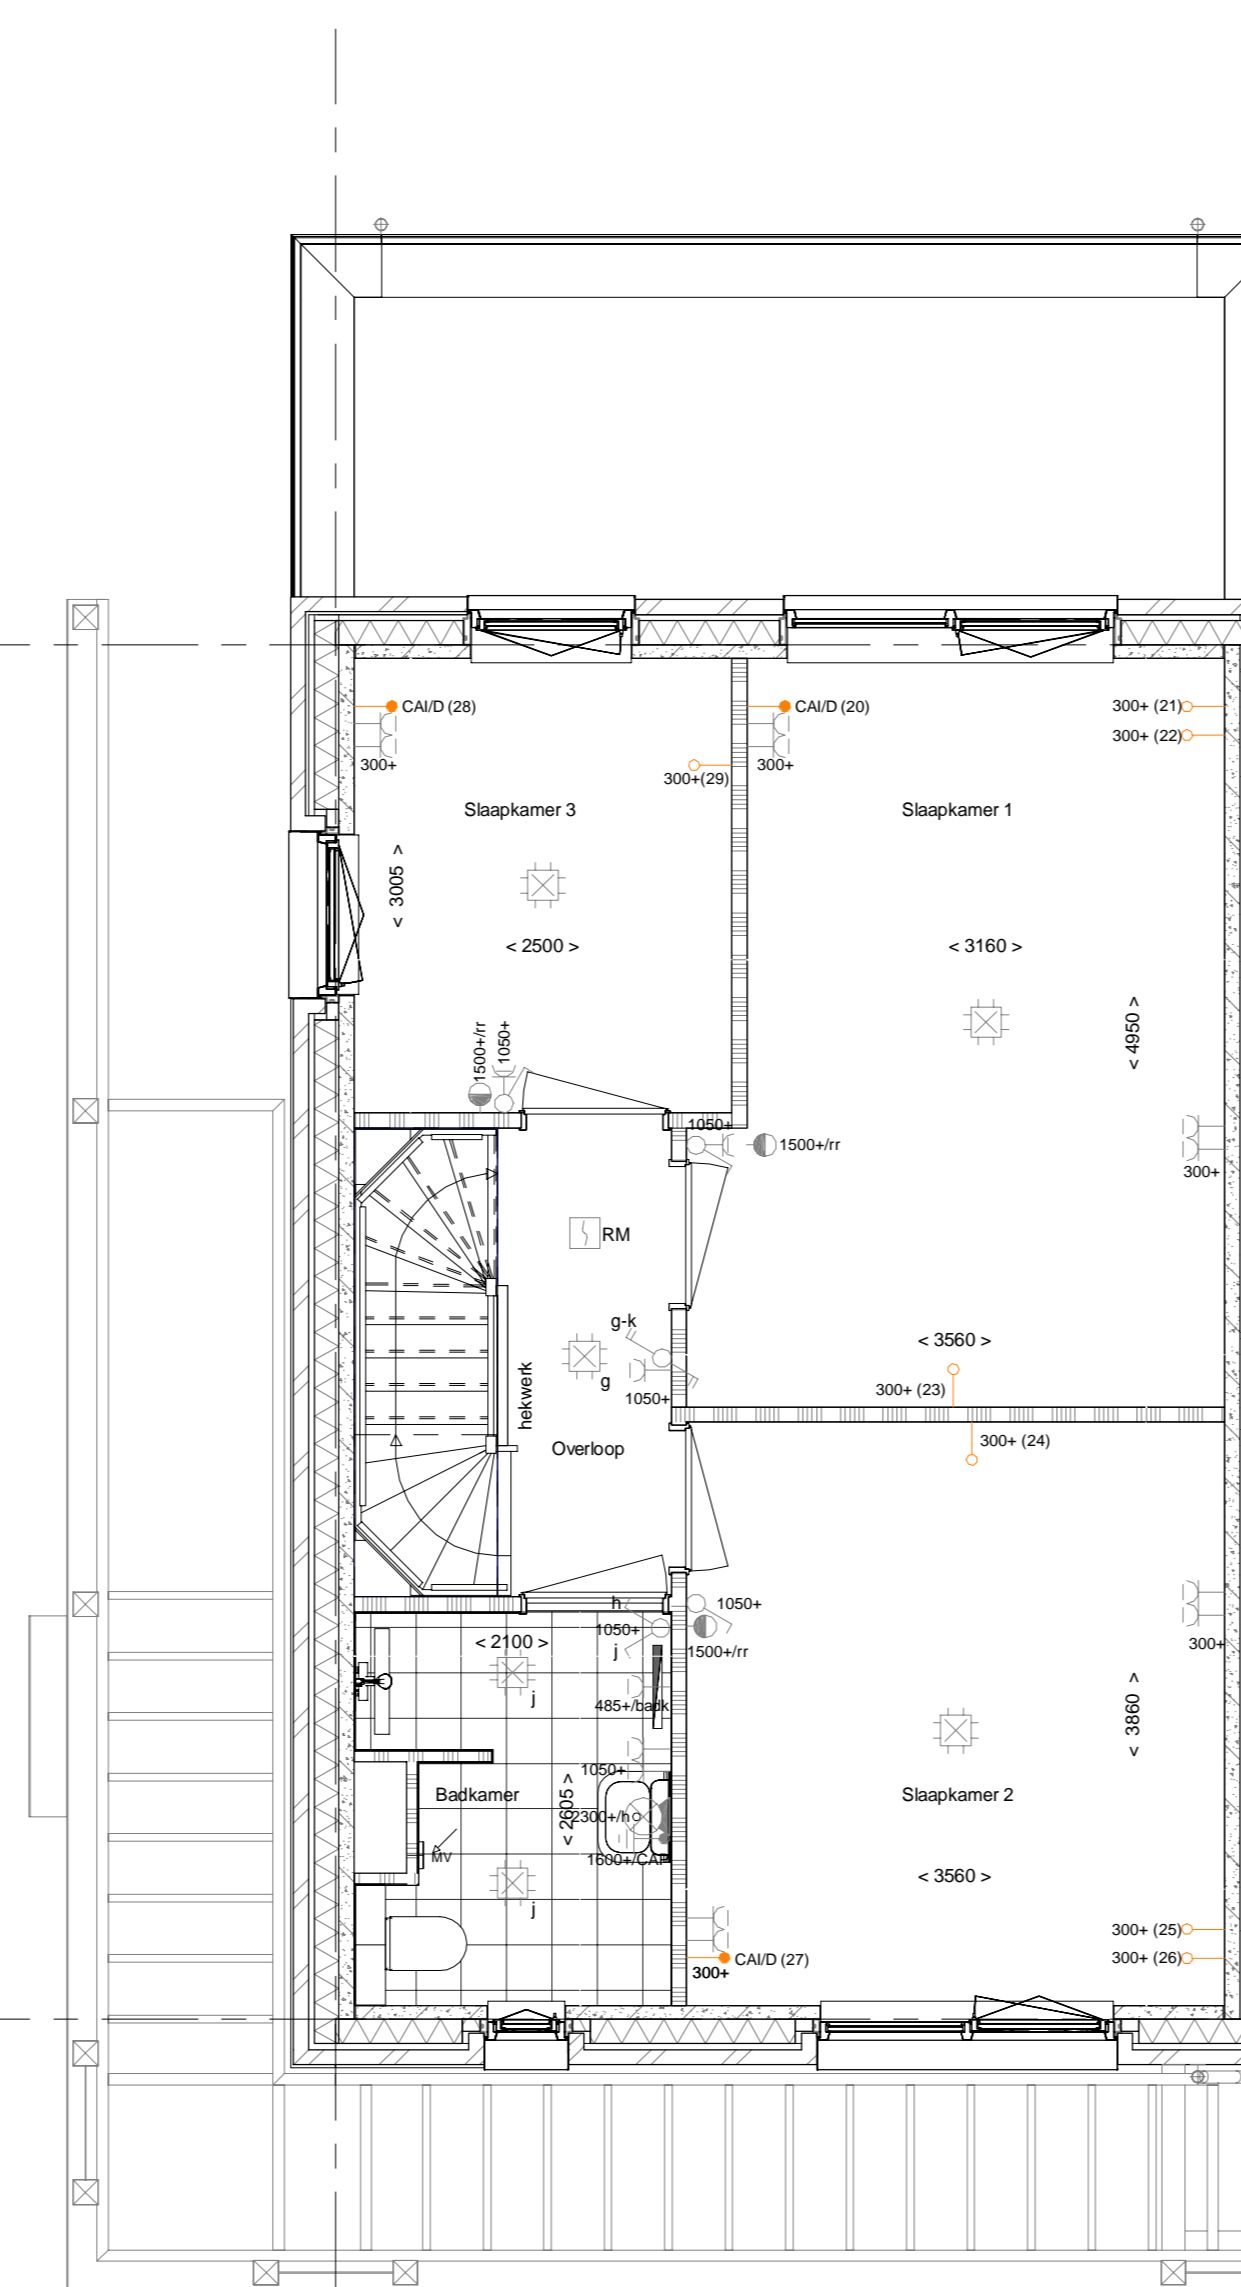 CAI/D (28)
300+
300+(29)
CAI/D (20)
300+
300+ (21)
300+ (22)
Slaapkamer 3
Slaapkamer 1
< 3005 >
< 2500 >
< 3160 >
< 4950 >
1500+/rr
1050+
1050+
1500+/rr
300+
RM
g-k
g
1050+
hekwerk
Overloop
< 3560 >
300+ (23)
300+ (24)
h
1050+
j
1050+
1500+/rr
300+
< 2100 >
j
485+/badk
1050+
Badkamer
< 2605 >
2300+/h
1600+/CAP
MV
j
< 3860 >
Slaapkamer 2
< 3560 >
300+ (25)
300+ (26)
CAI/D (27)
300+